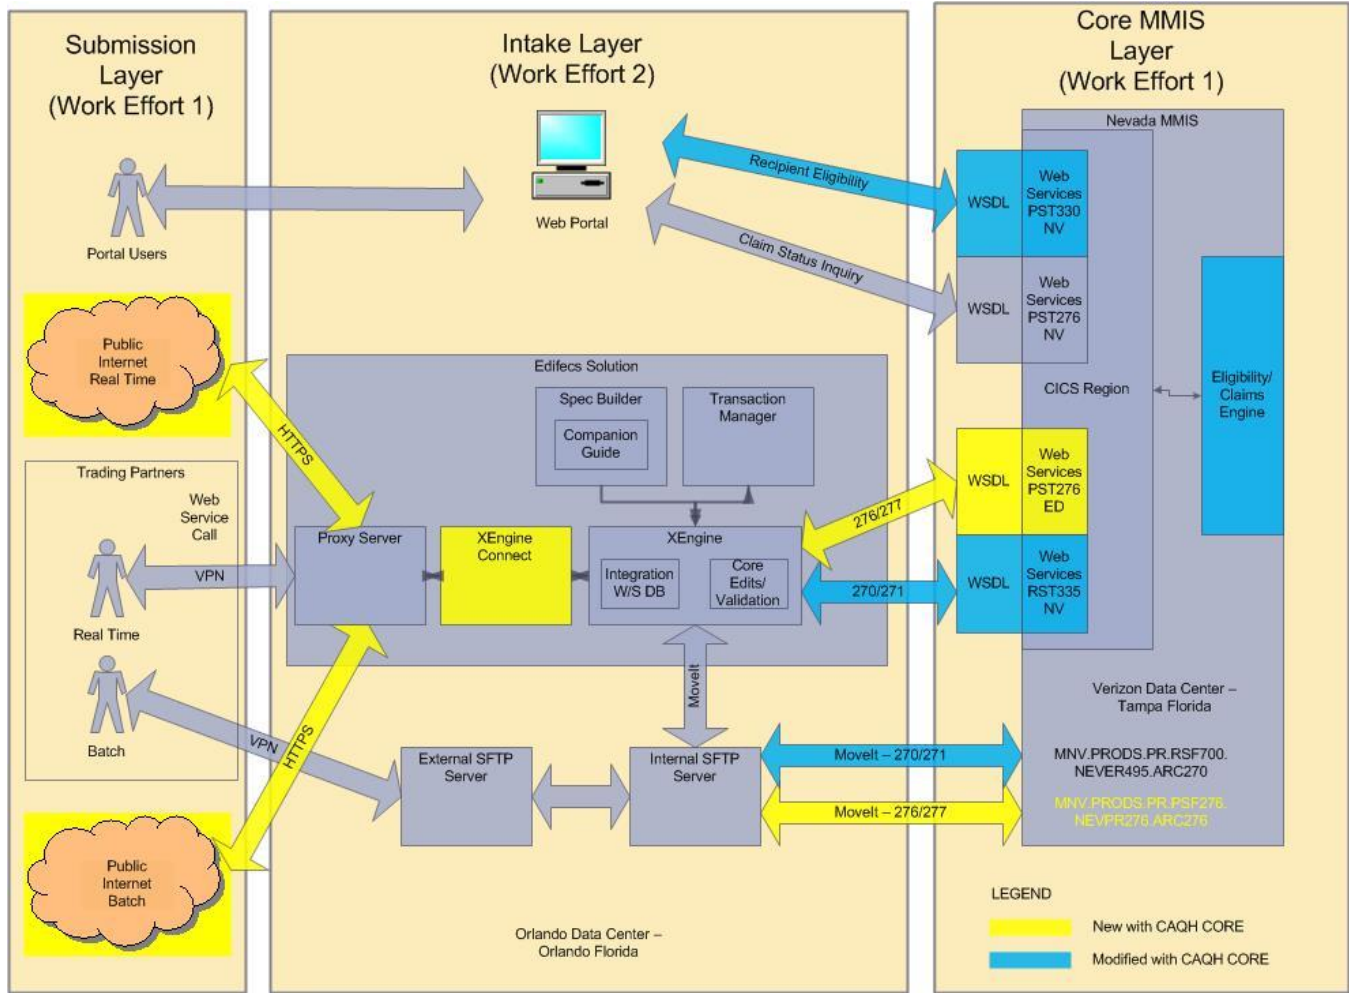 Submission
Layer
(Work Effort 1)
Portal Users
Public
Internet
Real Time
Trading Partners
Web
Service
Call
VPN
Real Time
Batch
VPN
Public
Internet
Batch
HTTPS
HTTPS
Intake Layer
(Work Effort 2)
Web Portal
Recipient Eligibility
Claim Status Inquiry
Edifecs Solution
Spec Builder
Companion
Guide
Transaction
Manager
Proxy Server
XEngine
Connect
XEngine
Integration
W/S DB
Core
Edits/
Validation
276/277
270/271
MoveIt
External SFTP
Server
Internal SFTP
Server
MoveIt – 270/271
MoveIt – 276/277
Orlando Data Center –
Orlando Florida
Core MMIS
Layer
(Work Effort 1)
Nevada MMIS
WSDL
Web
Services
PST330
NV
WSDL
Web
Services
PST276
NV
CICS Region
Eligibility/
Claims
Engine
WSDL
Web
Services
PST276
ED
WSDL
Web
Services
RST335
NV
Verizon Data Center –
Tampa Florida
MNV.PRODS.PR.RSF700.
NEVER495.ARC270
MNV.PRODS.PR.PSF276.
NEVPR276.ARC276
LEGEND
New with CAQH CORE
Modified with CAQH CORE